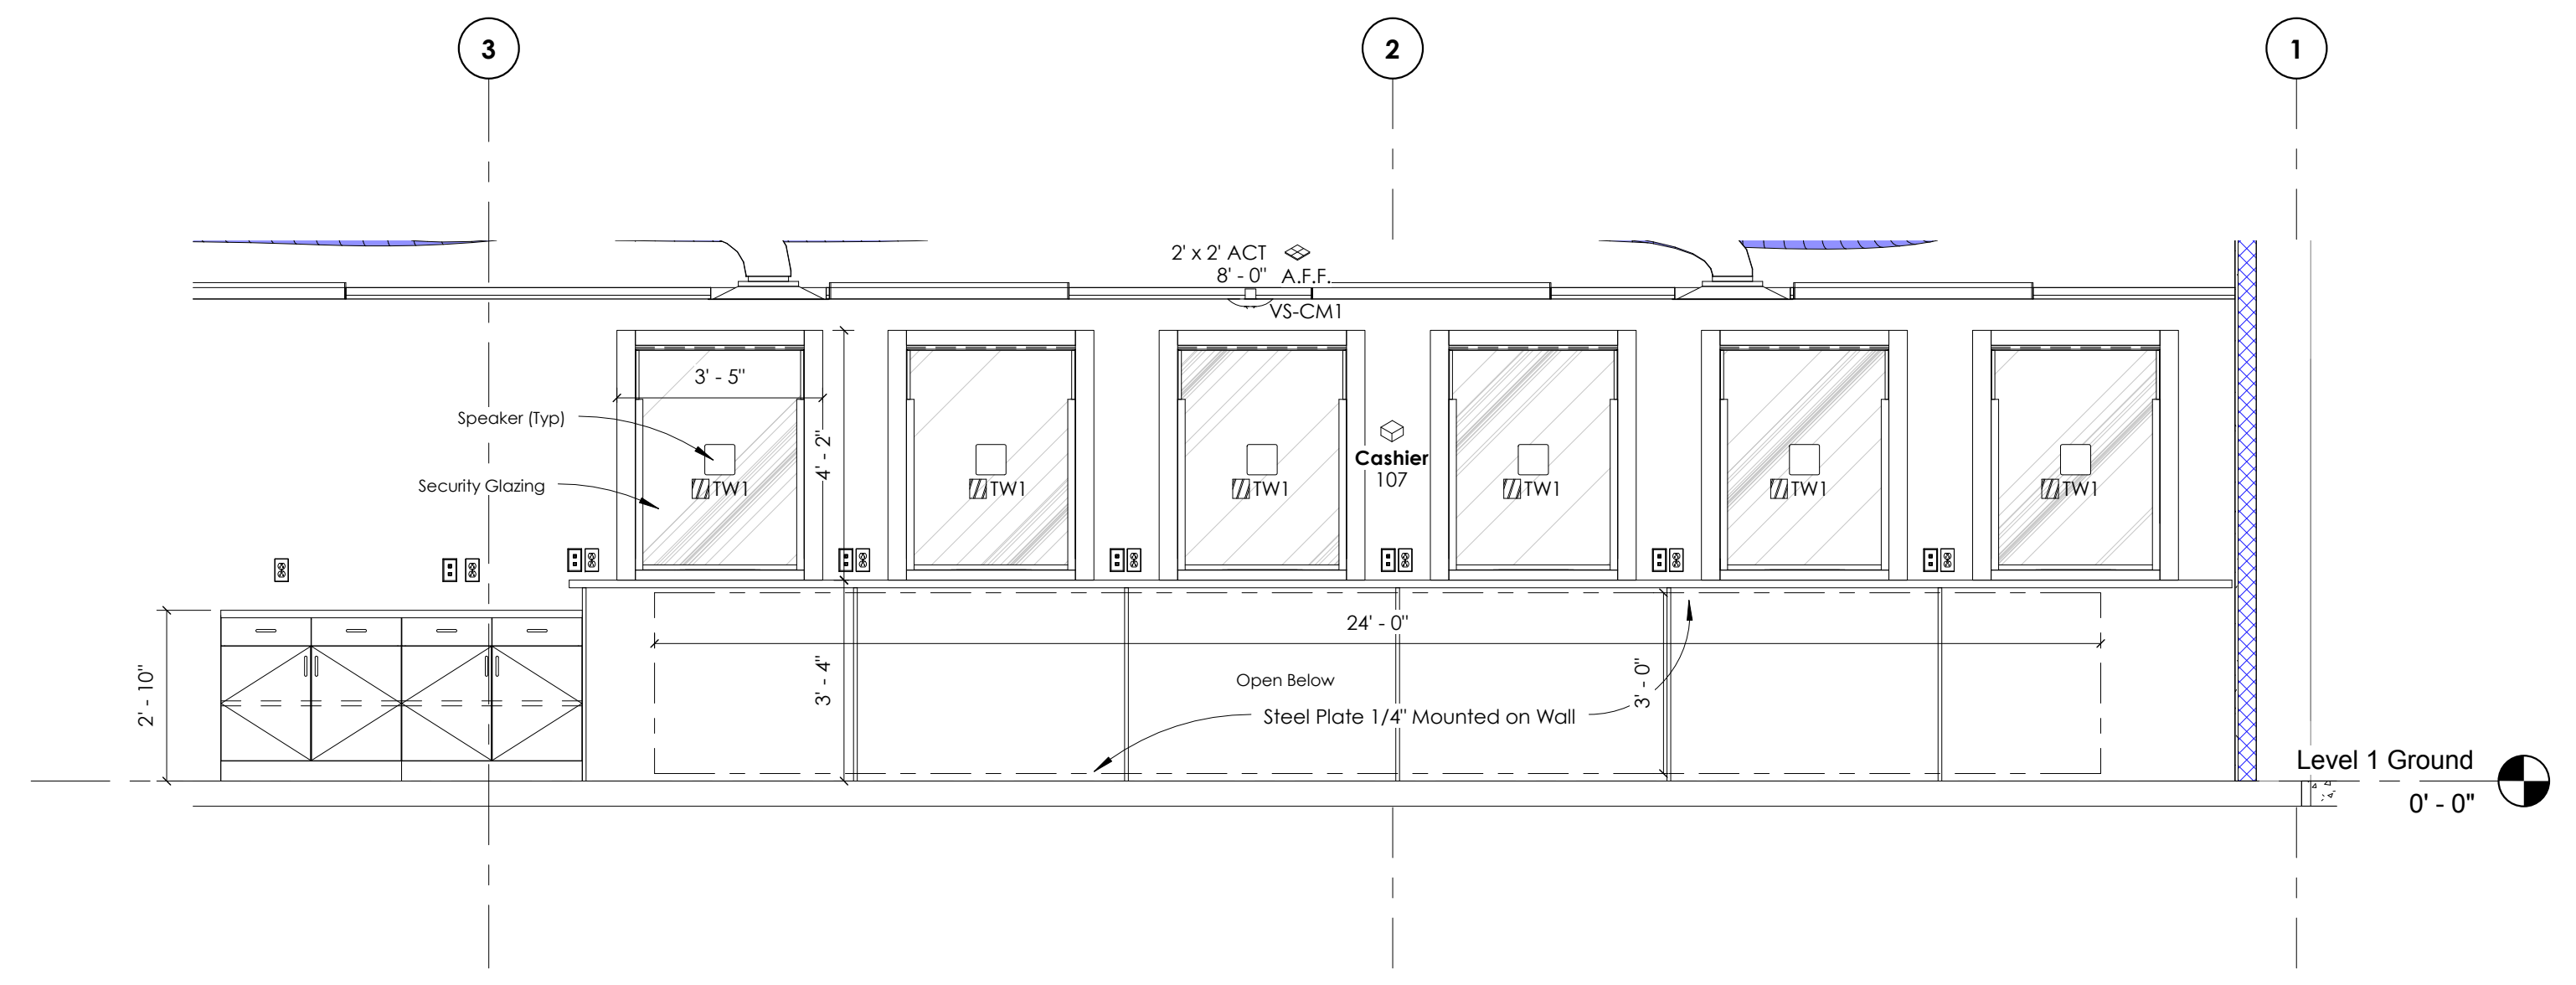 3
2
1
2' x 2' ACT
8' - 0" A.F.F.
VS-CM1
3' - 5"
Speaker (Typ)
4' - 2"
Security Glazing
Cashier
107
TW1
TW1
TW1
TW1
TW1
TW1
24' - 0"
2' - 10"
3' - 4"
Open Below
3' - 0"
Steel Plate 1/4" Mounted on Wall
Level 1 Ground
0' - 0"